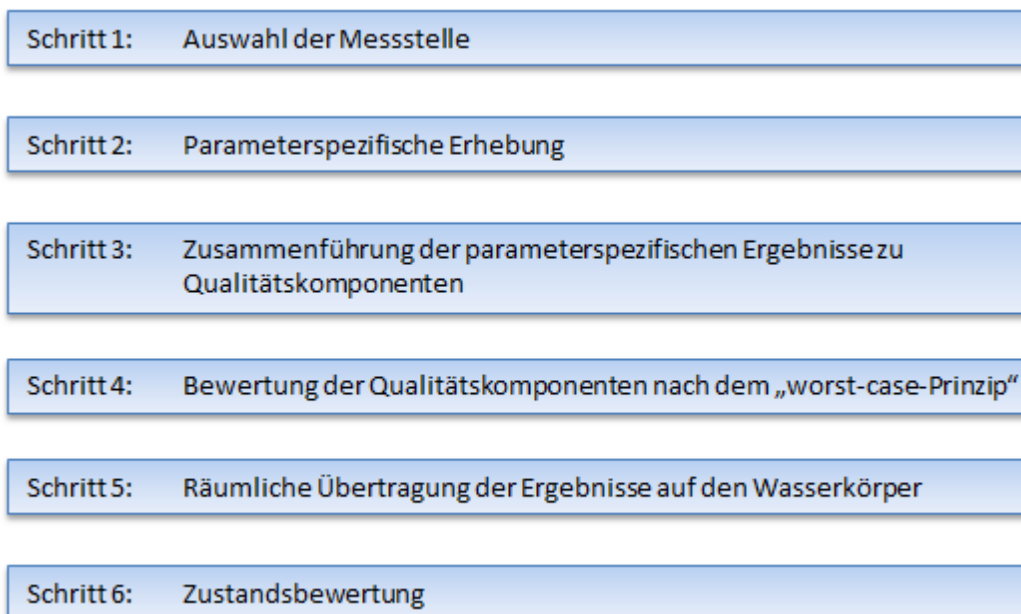 Schritt 1: Auswahl der Messstelle
Schritt 2: Parameterspezifische Erhebung
Schritt 3: Zusammenführung der parameterspezifischen Ergebnisse zu
Qualitätskomponenten
Schritt 4: Bewertung der Qualitätskomponenten nach dem „worst-case-Prinzip“
Schritt 5: Räumliche Übertragung der Ergebnisse auf den Wasserkörper
Schritt 6: Zustandsbewertung